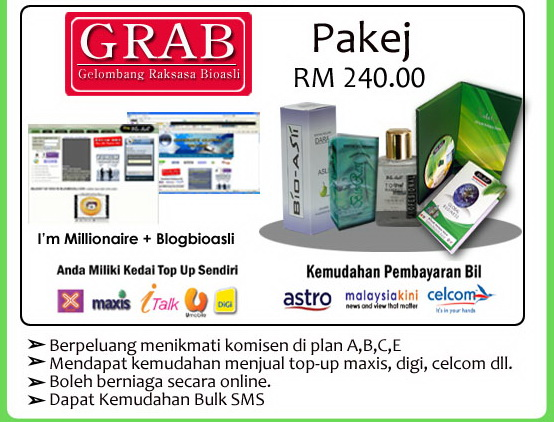 GRAB
Gelombang Raksasa Bioasli
Pakej
RM 240.00
BIO-ASLI
DARA
I'm Millionaire + Blogbioasli
Anda Miliki Kedai Top Up Sendiri
maxis iTalk Umobile DiGi
Kemudahan Pembayaran Bil
astro malaysiakini celcom
news and view that matter It's in your hands
➢ Berpeluang menikmati komisen di plan A,B,C,E
➢ Mendapat kemudahan menjual top-up maxis, digi, celcom dll.
➢ Boleh berniaga secara online.
➢ Dapat Kemudahan Bulk SMS